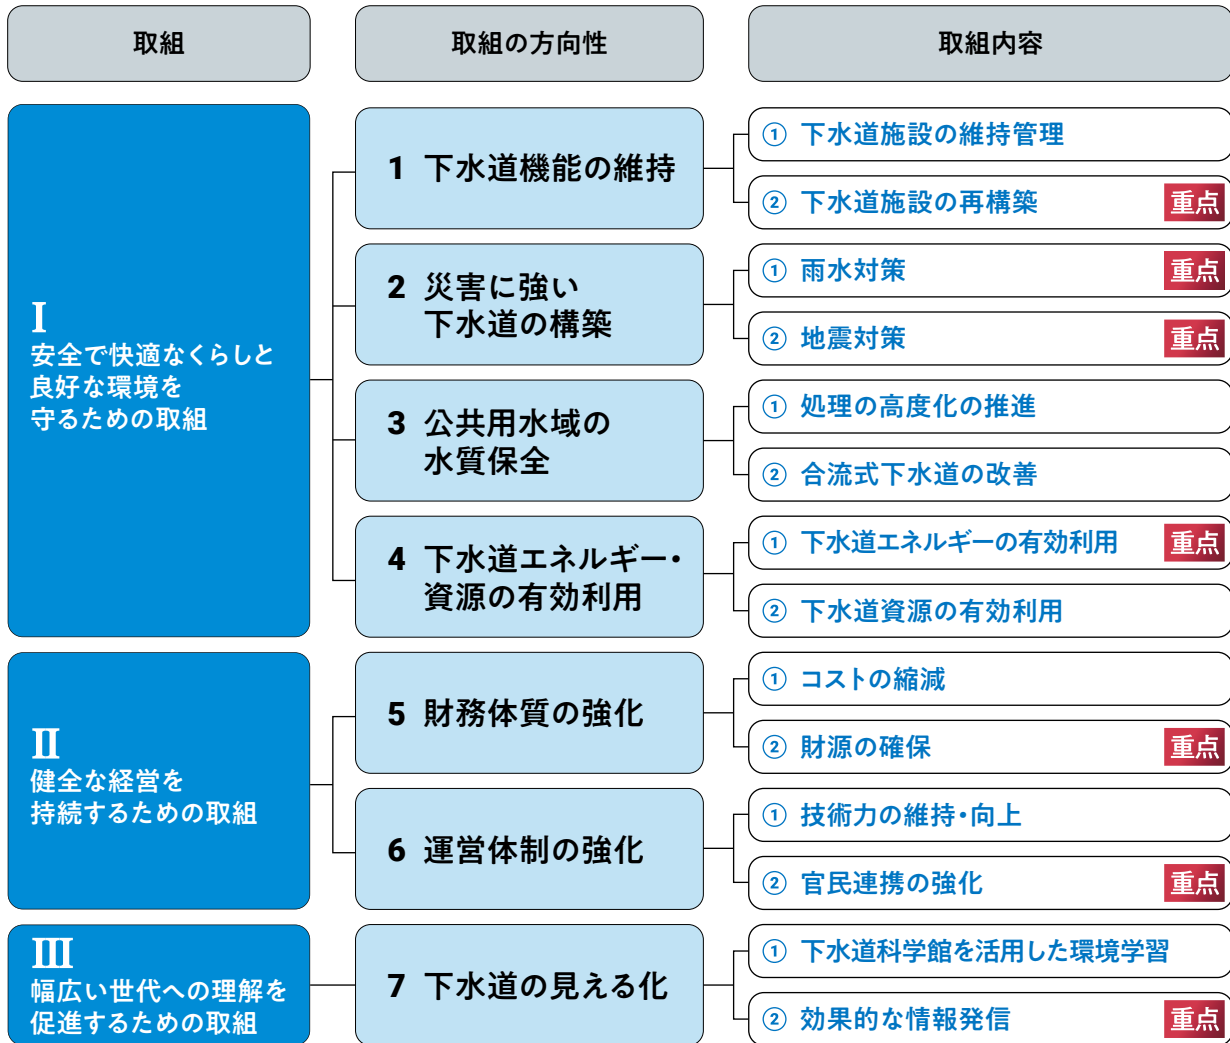 取組
取組の方向性
取組内容
Ⅰ
安全で快適なくらしと
良好な環境を
守るための取組
1 下水道機能の維持
① 下水道施設の維持管理
② 下水道施設の再構築 重点
2 災害に強い
下水道の構築
① 雨水対策 重点
② 地震対策 重点
3 公共用水域の
水質保全
① 処理の高度化の推進
② 合流式下水道の改善
4 下水道エネルギー・
資源の有効利用
① 下水道エネルギーの有効利用 重点
② 下水道資源の有効利用
Ⅱ
健全な経営を
持続するための取組
5 財務体質の強化
① コストの縮減
② 財源の確保 重点
6 運営体制の強化
① 技術力の維持・向上
② 官民連携の強化 重点
Ⅲ
幅広い世代への理解を
促進するための取組
7 下水道の見える化
① 下水道科学館を活用した環境学習
② 効果的な情報発信 重点